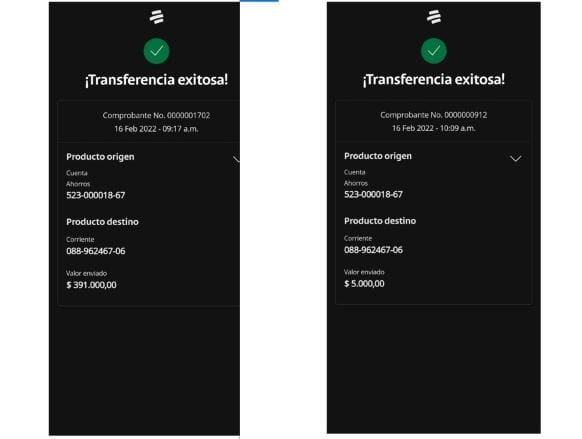 ¡Transferencia exitosa!
Comprobante No. 0000001702
16 Feb 2022 - 09:17 a.m.
Producto origen
Cuenta
Ahorros
523-000018-67
Producto destino
Corriente
088-962467-06
Valor enviado
$ 391.000,00
¡Transferencia exitosa!
Comprobante No. 0000000912
16 Feb 2022 - 10:09 a.m.
Producto origen
Cuenta
Ahorros
523-000018-67
Producto destino
Corriente
088-962467-06
Valor enviado
$ 5.000,00